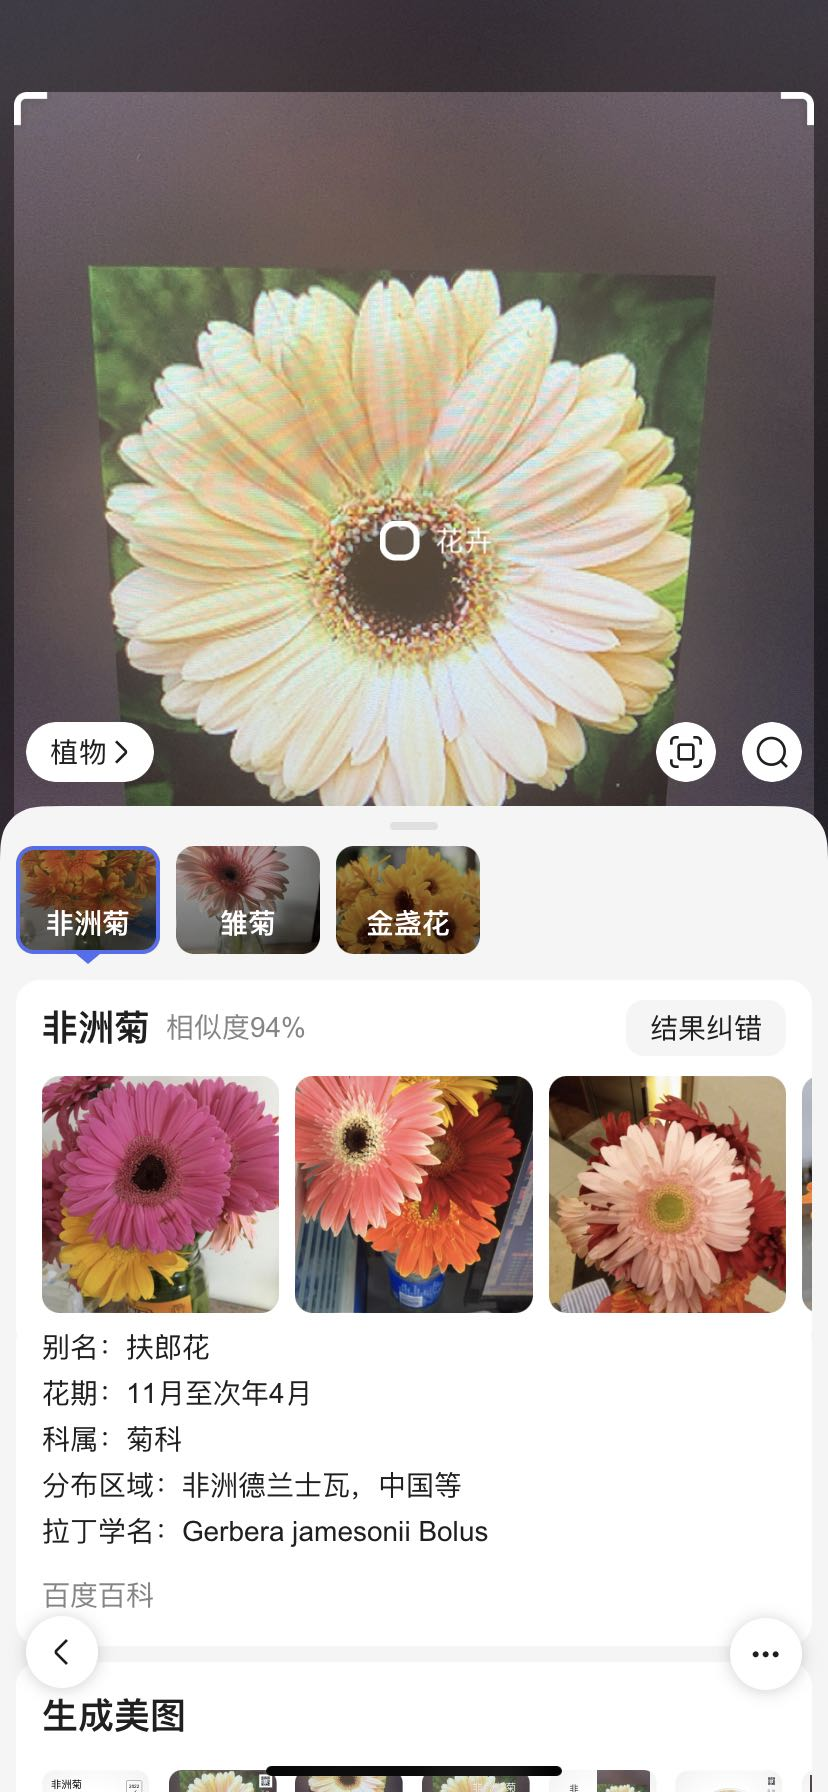 花卉
植物
非洲菊
雏菊
金盏花
非洲菊 相似度94%
结果纠错
别名：扶郎花
花期：11月至次年4月
科属：菊科
分布区域：非洲德兰士瓦，中国等
拉丁学名：Gerbera jamesonii Bolus
百度百科
生成美图
非洲菊